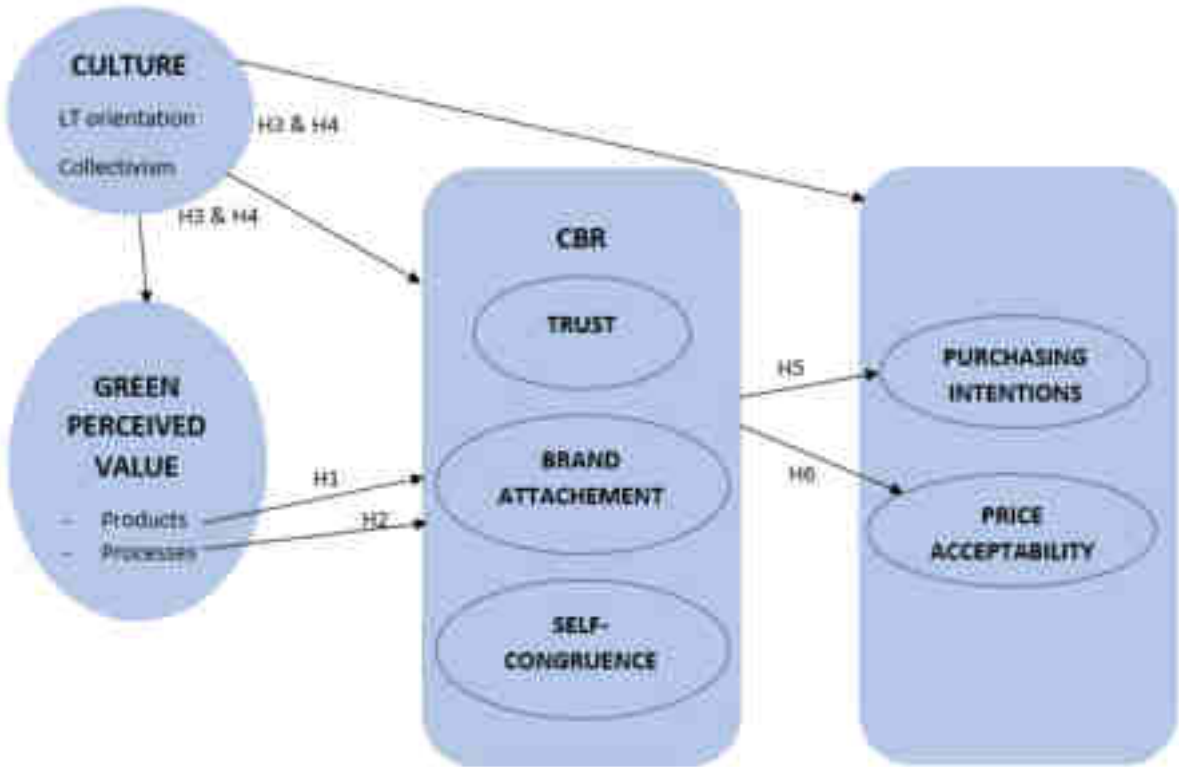 CULTURE
LT orientation
Collectivism
H3 & H4
H3 & H4
GREEN
PERCEIVED
VALUE
- Products
- Processes
H1
H2
CBR
TRUST
BRAND
ATTACHEMENT
SELF-
CONGRUENCE
H5
H6
PURCHASING
INTENTIONS
PRICE
ACCEPTABILITY